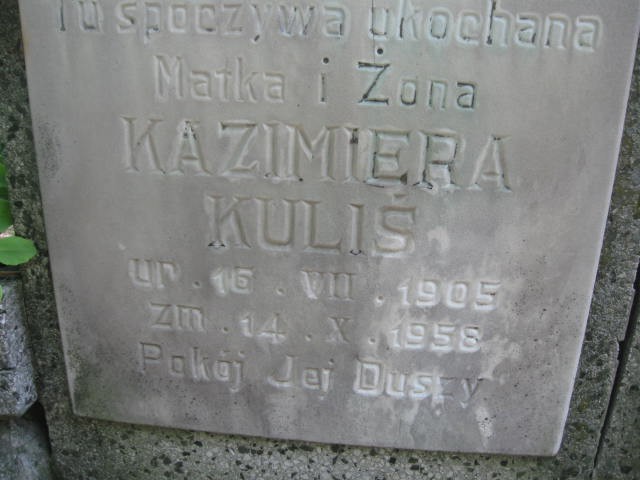 Tu spoczywa ukochana
Matka i Żona
KAZIMIERA
KULIŚ
ur. 16. VII. 1905
zm. 14. X. 1958
Pokój Jej Duszy